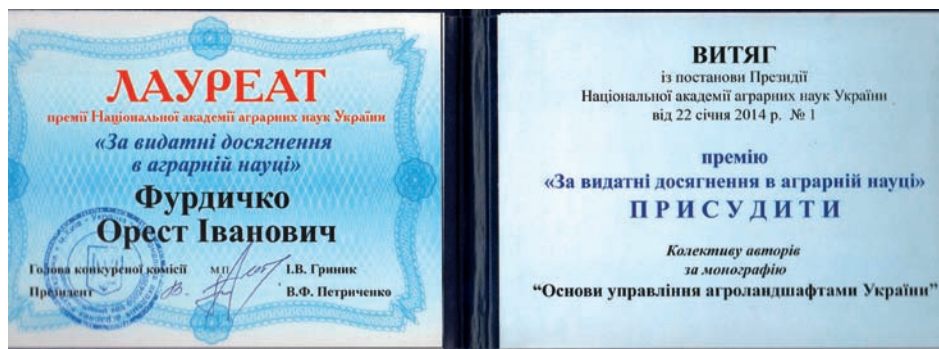 ЛАУРЕАТ
премії Національної академії аграрних наук України
«За видатні досягнення
в аграрній науці»
Фурдичко
Орест Іванович
Голова конкурсної комісії м.п. І.В. Гриник
Президент В.Ф. Петриченко
ВИТЯГ
із постанови Президії
Національної академії аграрних наук України
від 22 січня 2014 р. № 1
премію
«За видатні досягнення в аграрній науці»
ПРИСУДИТИ
Колективу авторів
за монографію
“Основи управління агроландшафтами України”